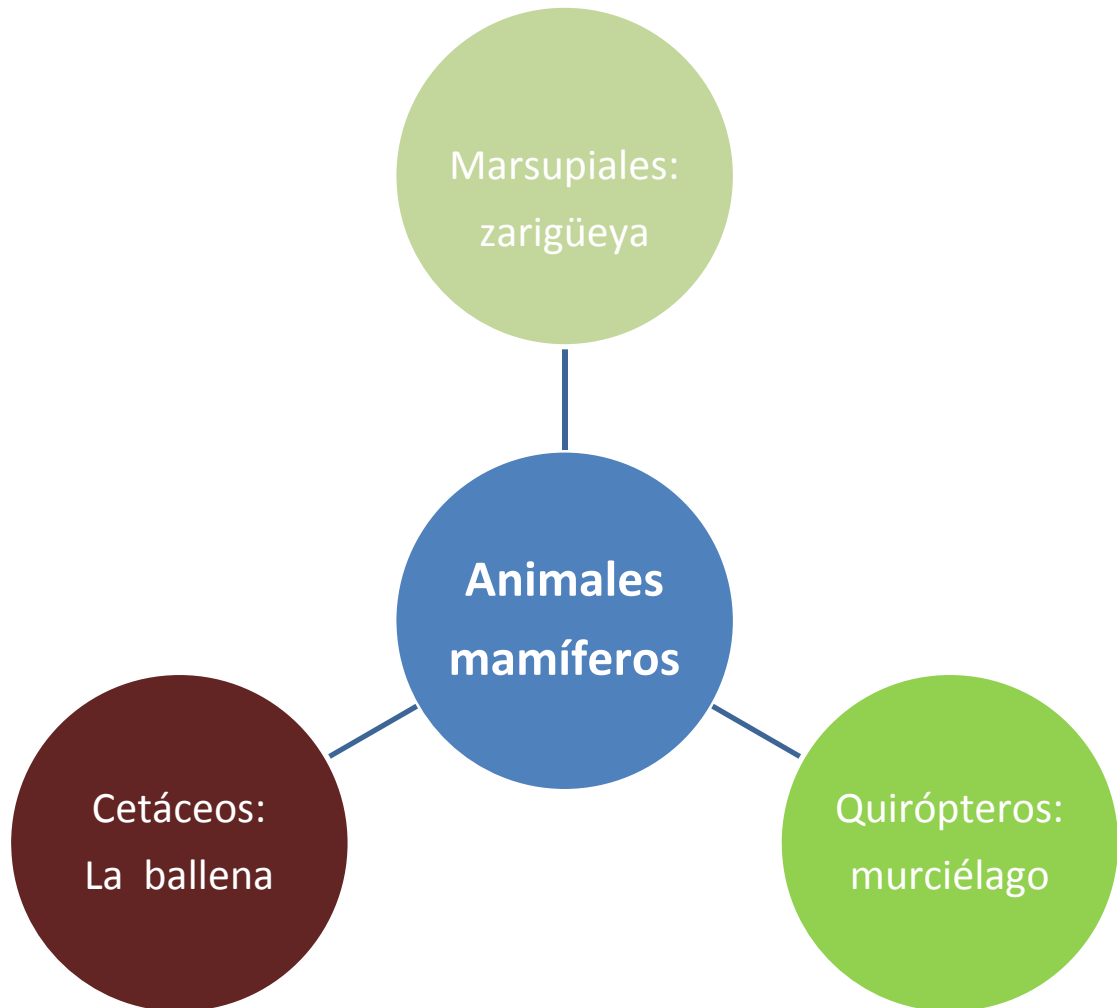 Marsupiales:
zarigüeya
Animales
mamíferos
Cetáceos:
La ballena
Quirópteros:
murciélago